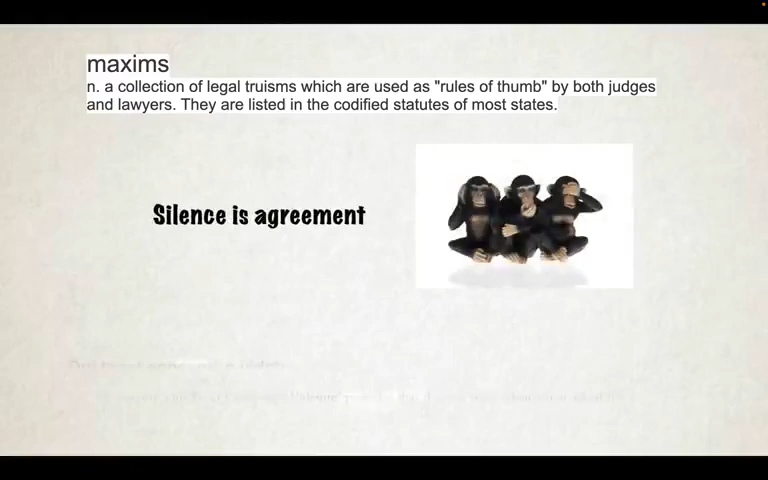 maxims
n. a collection of legal truisms which are used as "rules of thumb" by both judges
and lawyers. They are listed in the codified statutes of most states.
Silence is agreement